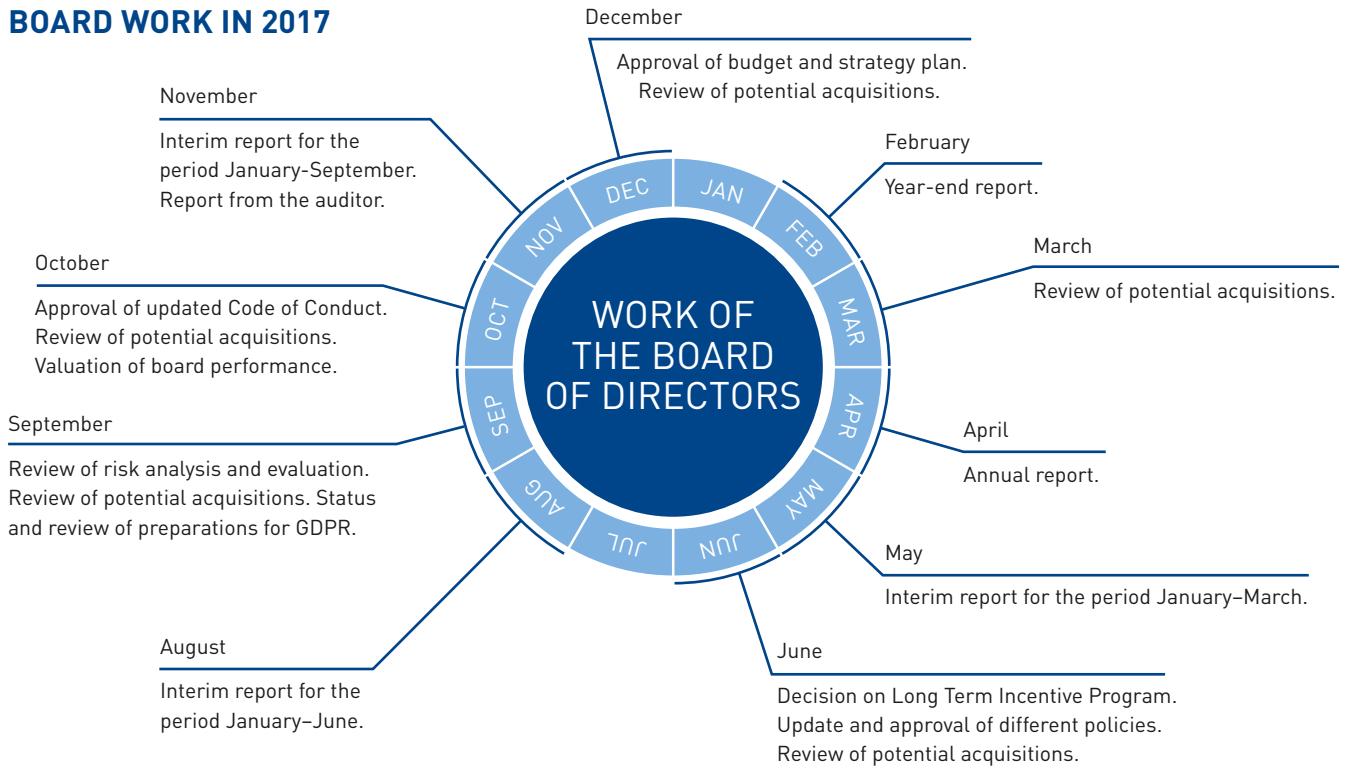 BOARD WORK IN 2017
December
Approval of budget and strategy plan.
Review of potential acquisitions.
November
Interim report for the
period January-September.
Report from the auditor.
February
Year-end report.
March
Review of potential acquisitions.
October
Approval of updated Code of Conduct.
Review of potential acquisitions.
Valuation of board performance.
September
Review of risk analysis and evaluation.
Review of potential acquisitions. Status
and review of preparations for GDPR.
April
Annual report.
May
Interim report for the period January–March.
August
Interim report for the
period January–June.
June
Decision on Long Term Incentive Program.
Update and approval of different policies.
Review of potential acquisitions.
JAN
FEB
MAR
APR
MAY
JUN
JUL
AUG
SEP
OCT
NOV
DEC
WORK OF
THE BOARD
OF DIRECTORS